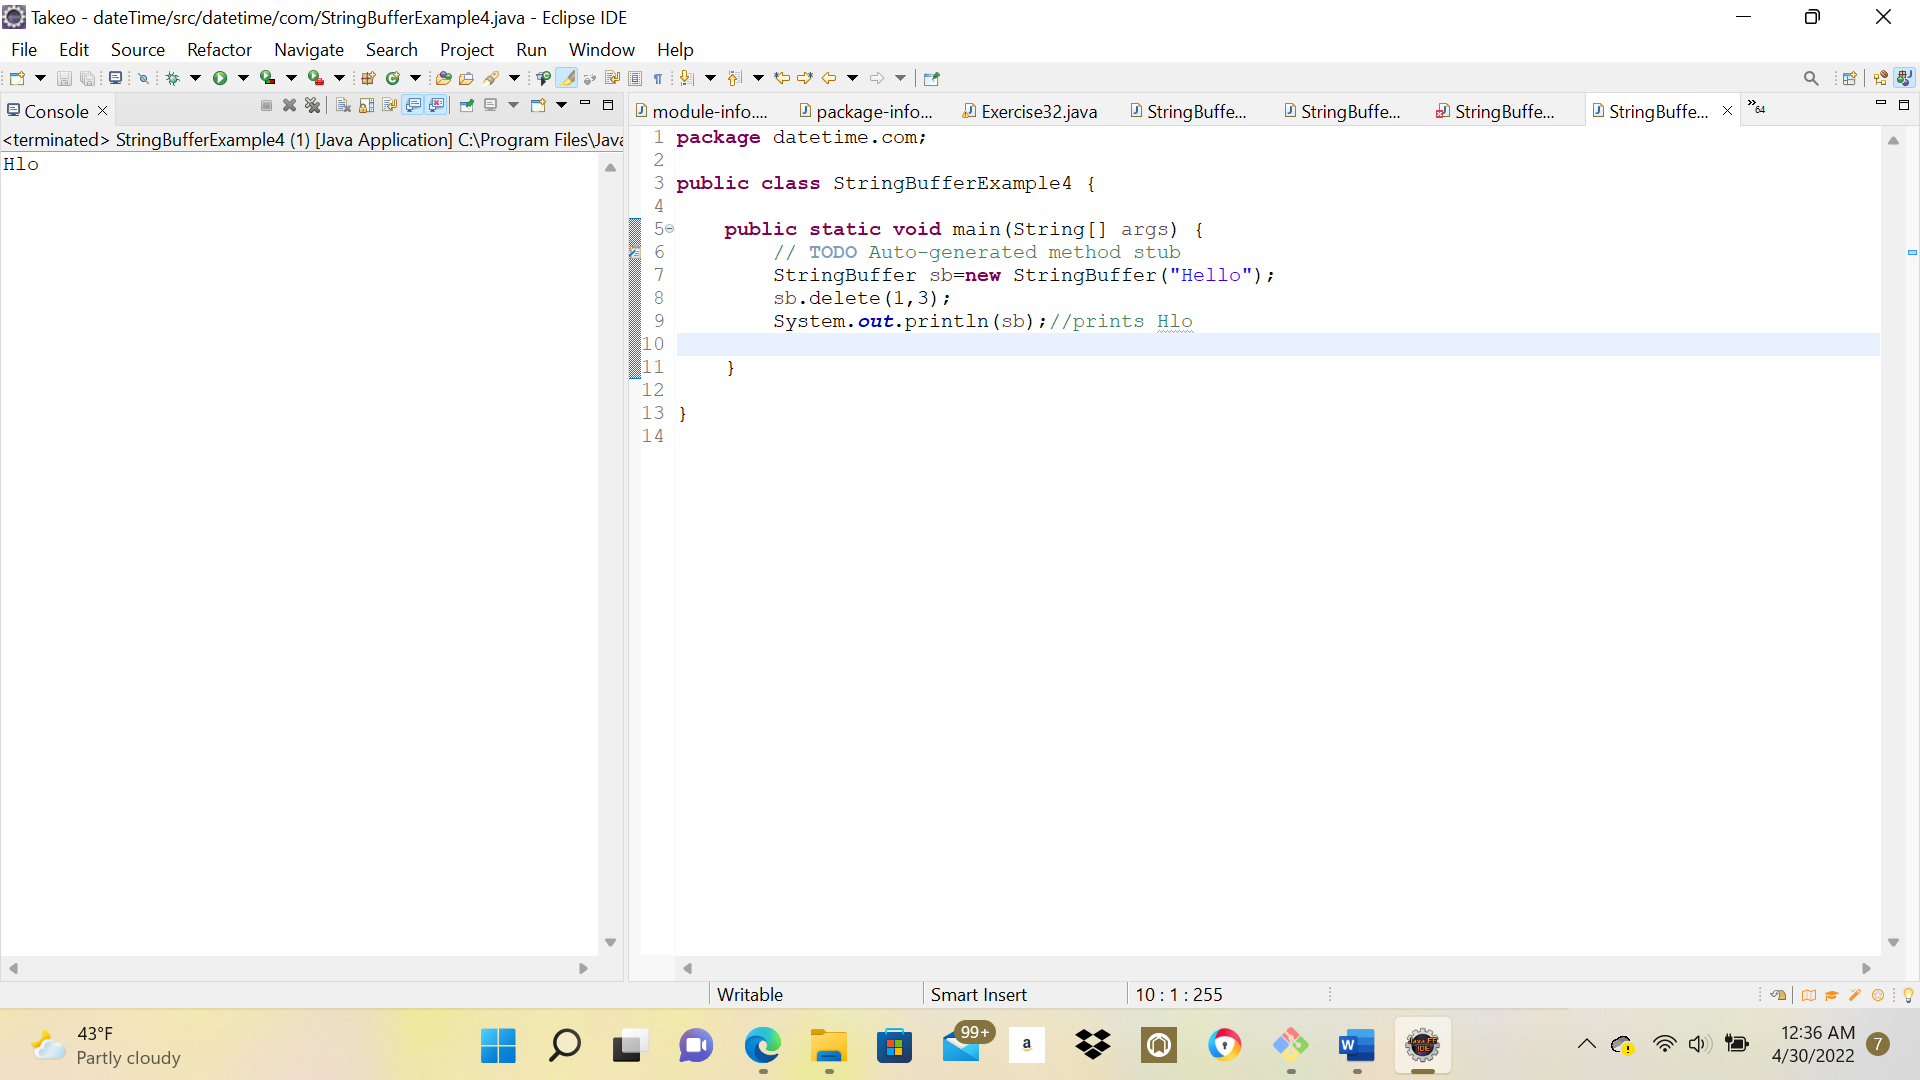 Takeo - dateTime/src/datetime/com/StringBufferExample4.java - Eclipse IDE
File Edit Source Refactor Navigate Search Project Run Window Help
Console
module-info.... package-info... Exercise32.java StringBuffe... StringBuffe... StringBuffe... StringBuffe... »64
<terminated> StringBufferExample4 (1) [Java Application] C:\Program Files\Java
Hlo
1 package datetime.com;
2
3 public class StringBufferExample4 {
4
5 public static void main(String[] args) {
6 // TODO Auto-generated method stub
7 StringBuffer sb=new StringBuffer("Hello");
8 sb.delete(1,3);
9 System.out.println(sb);//prints Hlo
10
11 }
12
13 }
14
Writable Smart Insert 10 : 1 : 255
43°F
Partly cloudy
99+
a
W
12:36 AM
4/30/2022
7